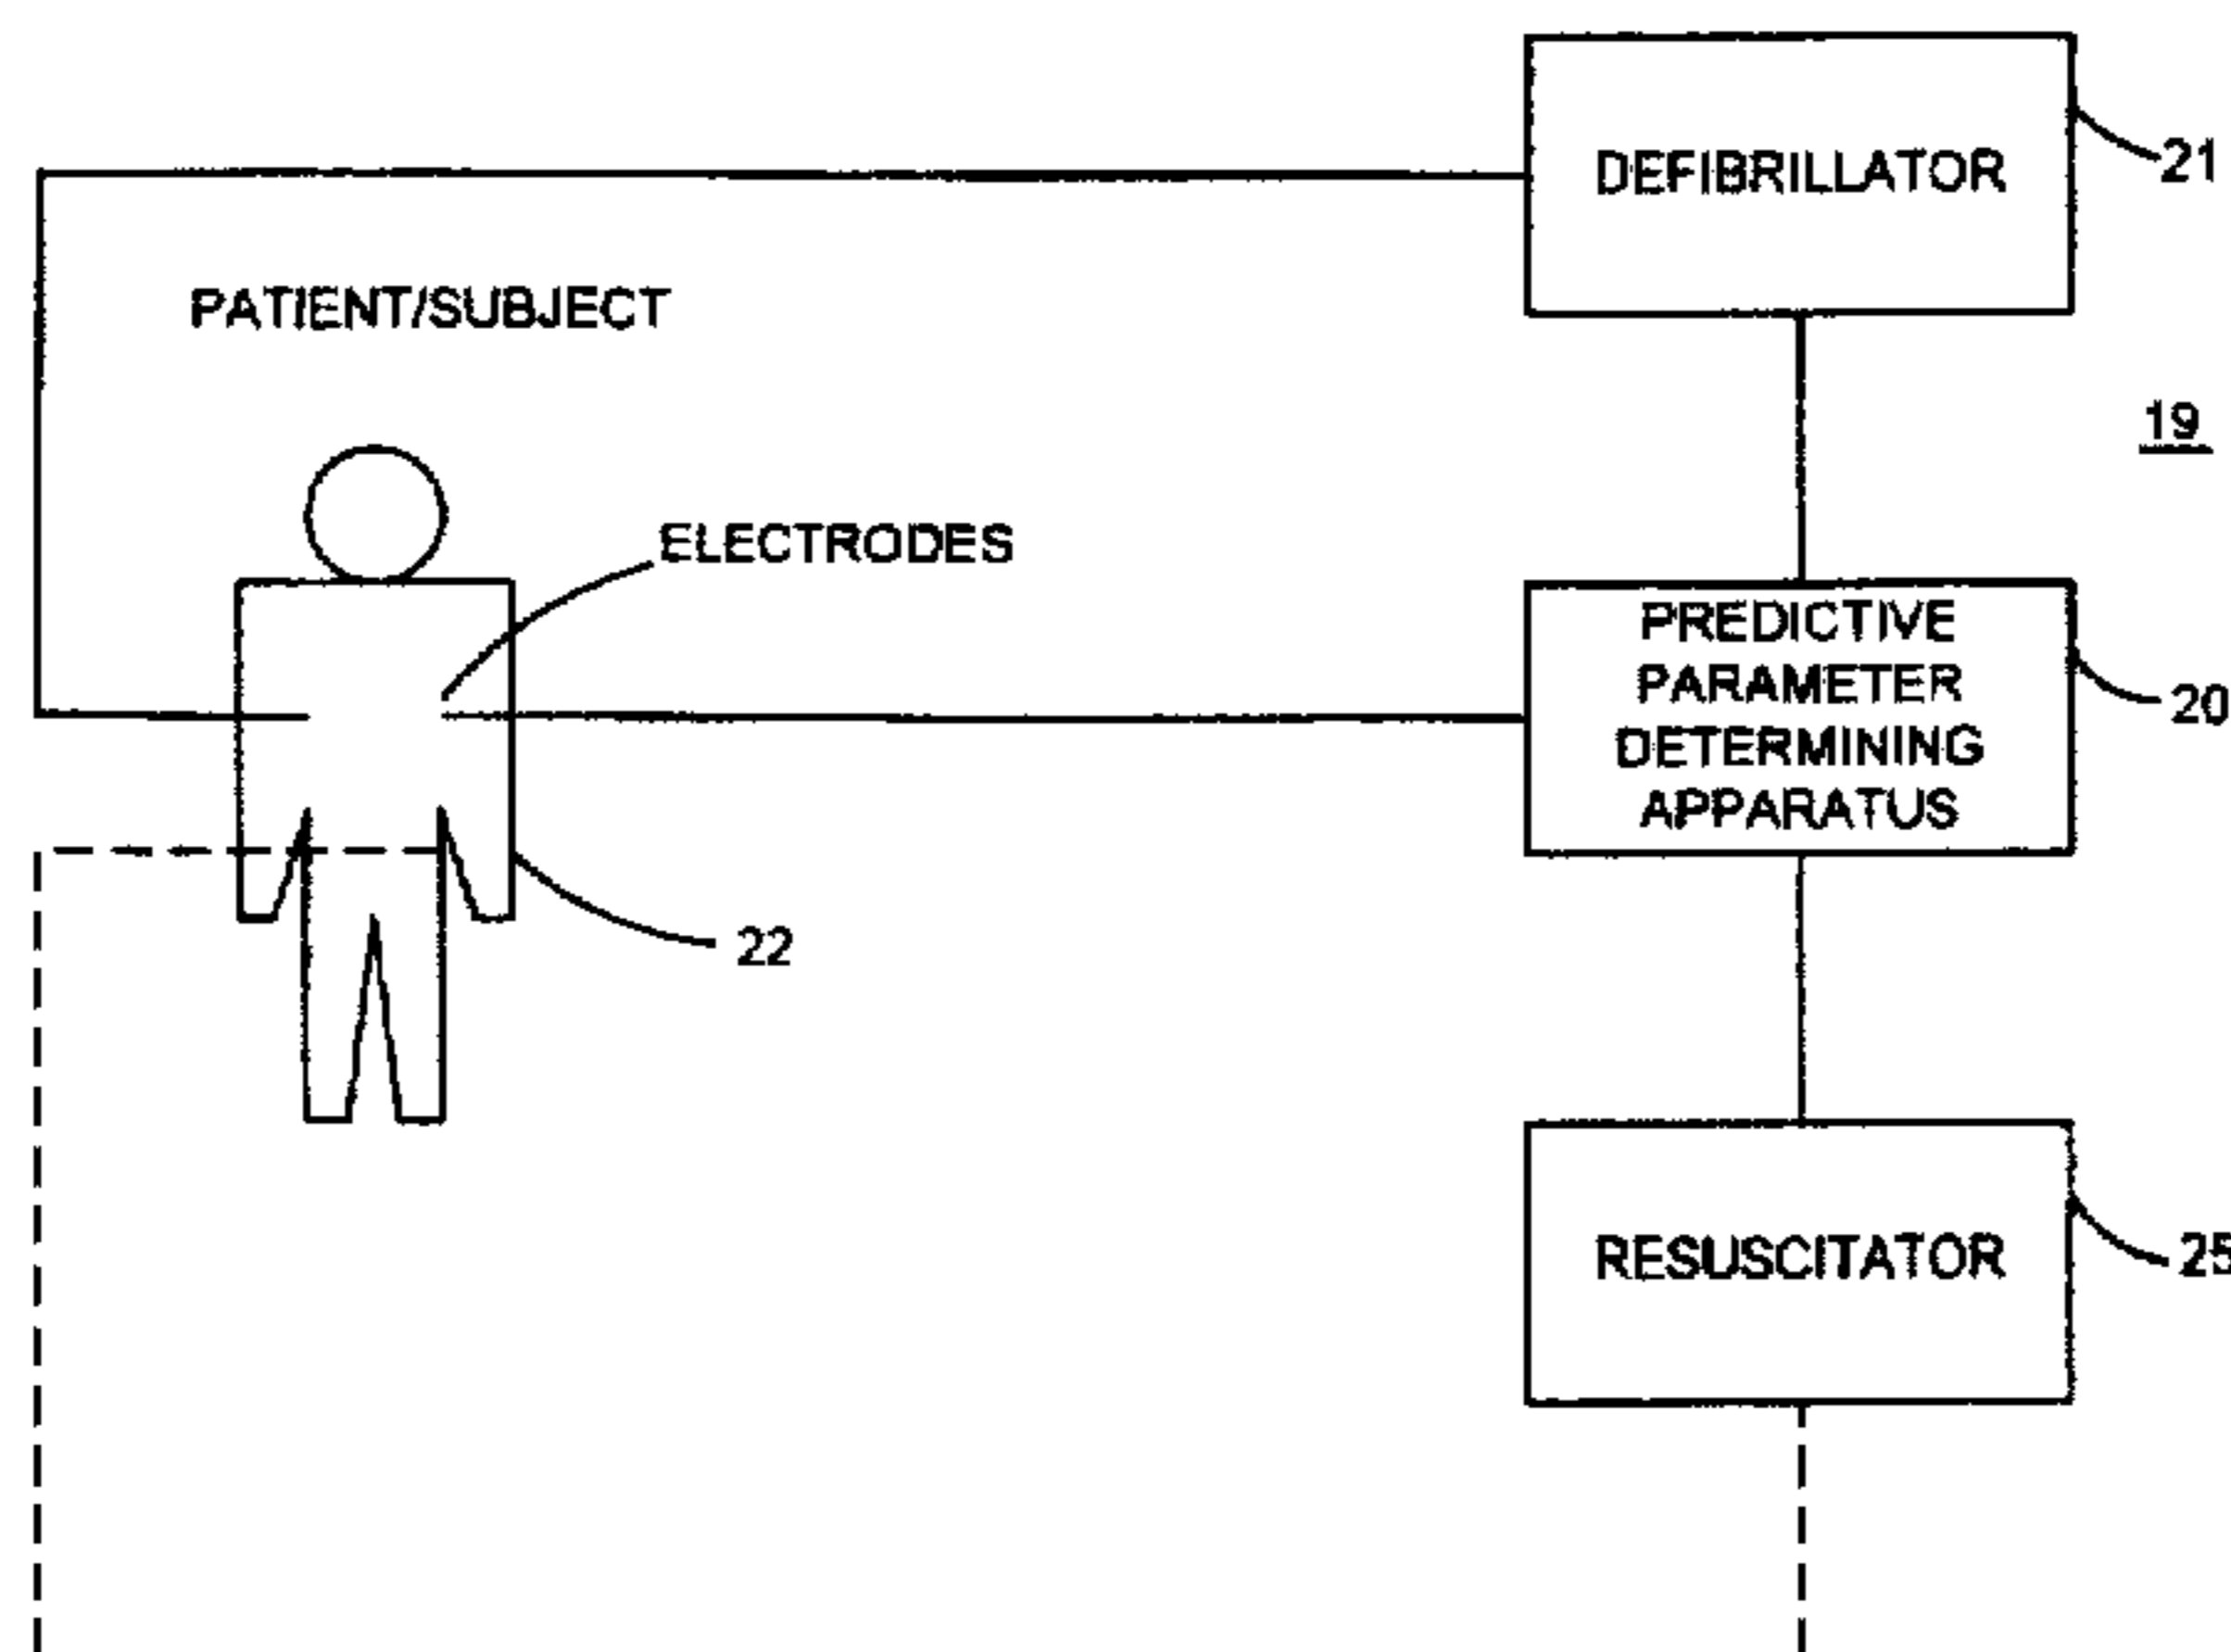 DEFIBRILLATOR
21
PATIENT/SUBJECT
19
ELECTRODES
PREDICTIVE
PARAMETER
DETERMINING
APPARATUS
20
22
RESUSCITATOR
25